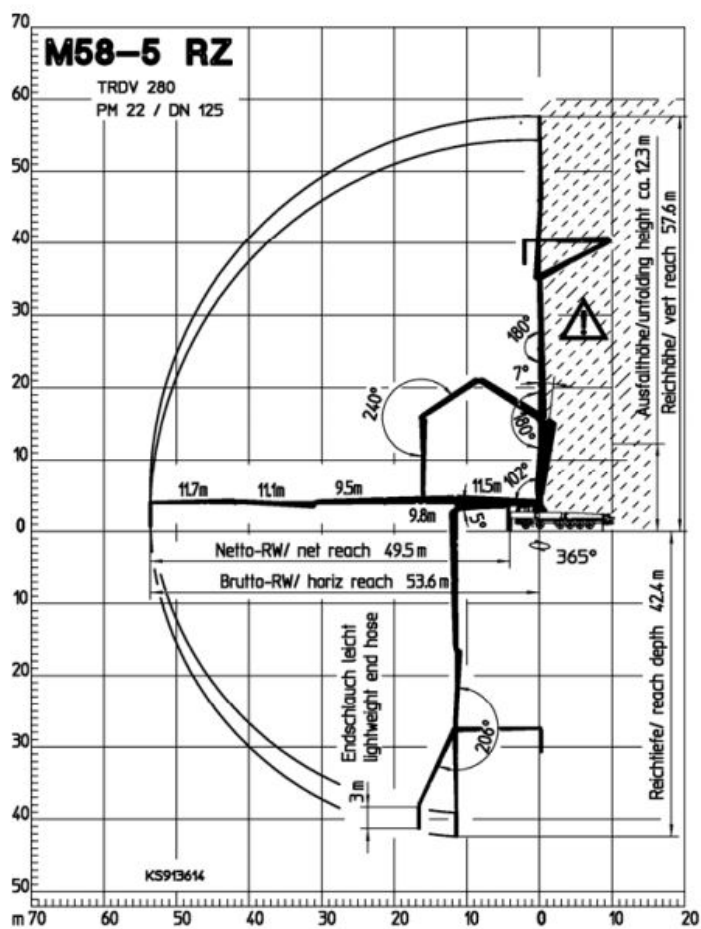 70
M58-5 RZ
TRDV 280
PM 22 / DN 125
60
50
40
30
20
10
0
10
20
30
40
50
Ausfalthöhe/unfolding height ca. 12.3 m
Reichhöhe/ vert reach 57.6 m
180°
7°
240°
180°
102°
11.7m
11.1m
9.5m
11.5m
9.8m
5°
Netto-RW/ net reach 49.5 m
365°
Brutto-RW/ horiz reach 53.6 m
Reichtiefe/ reach depth 42.4 m
Endschlauch leicht
lightweight end hose
206°
3 m
KS913614
m 70 60 50 40 30 20 10 0 10 20